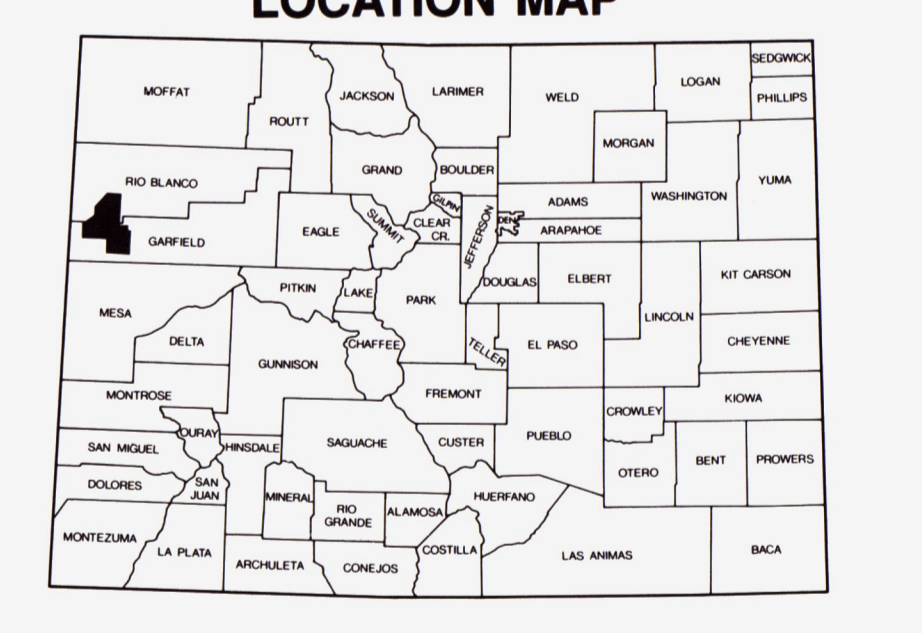 LOCATION MAP
SEDGWICK
MOFFAT
JACKSON
LARIMER
WELD
LOGAN
PHILLIPS
ROUTT
MORGAN
GRAND
BOULDER
RIO BLANCO
YUMA
WASHINGTON
GILPIN
ADAMS
DEN.
SUMMIT
CLEAR
CR.
JEFFERSON
EAGLE
ARAPAHOE
GARFIELD
KIT CARSON
DOUGLAS
ELBERT
PITKIN
LAKE
PARK
MESA
LINCOLN
DELTA
CHAFFEE
TELLER
EL PASO
CHEYENNE
GUNNISON
MONTROSE
FREMONT
KIOWA
CROWLEY
OURAY
SAN MIGUEL
HINSDALE
SAGUACHE
CUSTER
PUEBLO
BENT
PROWERS
OTERO
DOLORES
SAN
JUAN
MINERAL
HUERFANO
RIO
GRANDE
ALAMOSA
MONTEZUMA
LA PLATA
COSTILLA
LAS ANIMAS
BACA
ARCHULETA
CONEJOS